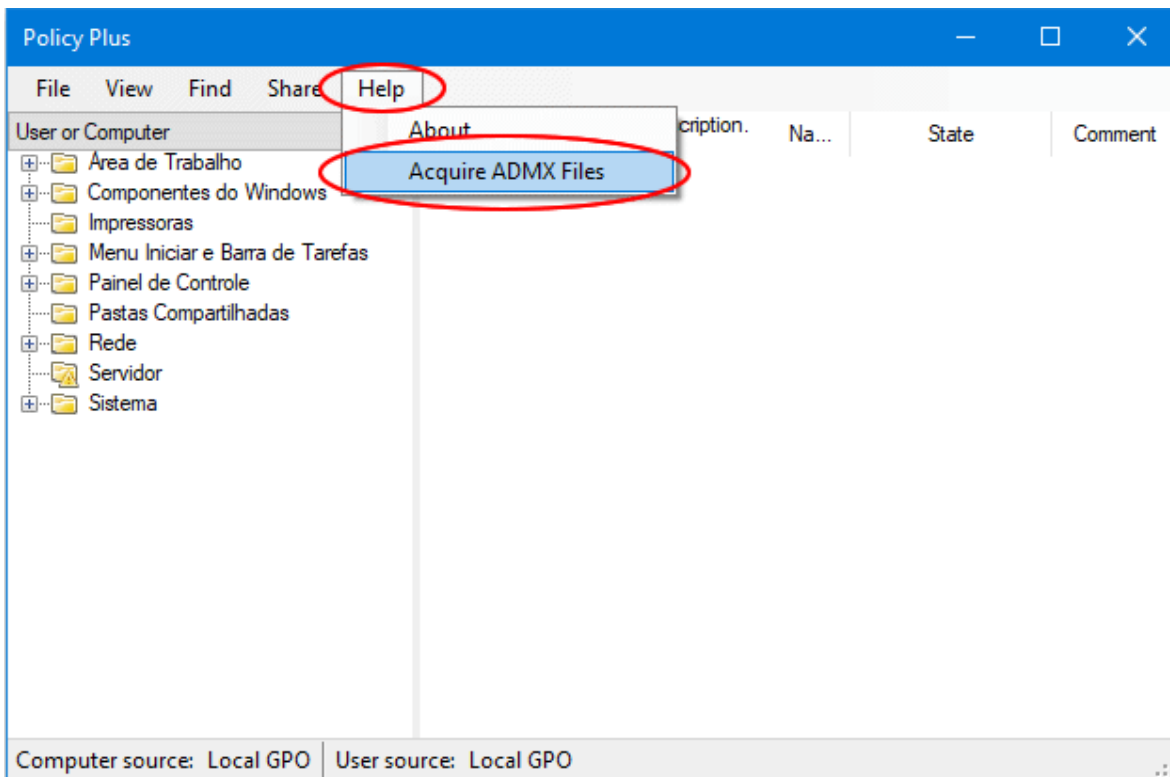 Policy Plus
File View Find Share Help
User or Computer
About
cription.
Na...
State
Comment
Acquire ADMX Files
Área de Trabalho
Componentes do Windows
Impressoras
Menu Iniciar e Barra de Tarefas
Painel de Controle
Pastas Compartilhadas
Rede
Servidor
Sistema
Computer source: Local GPO User source: Local GPO